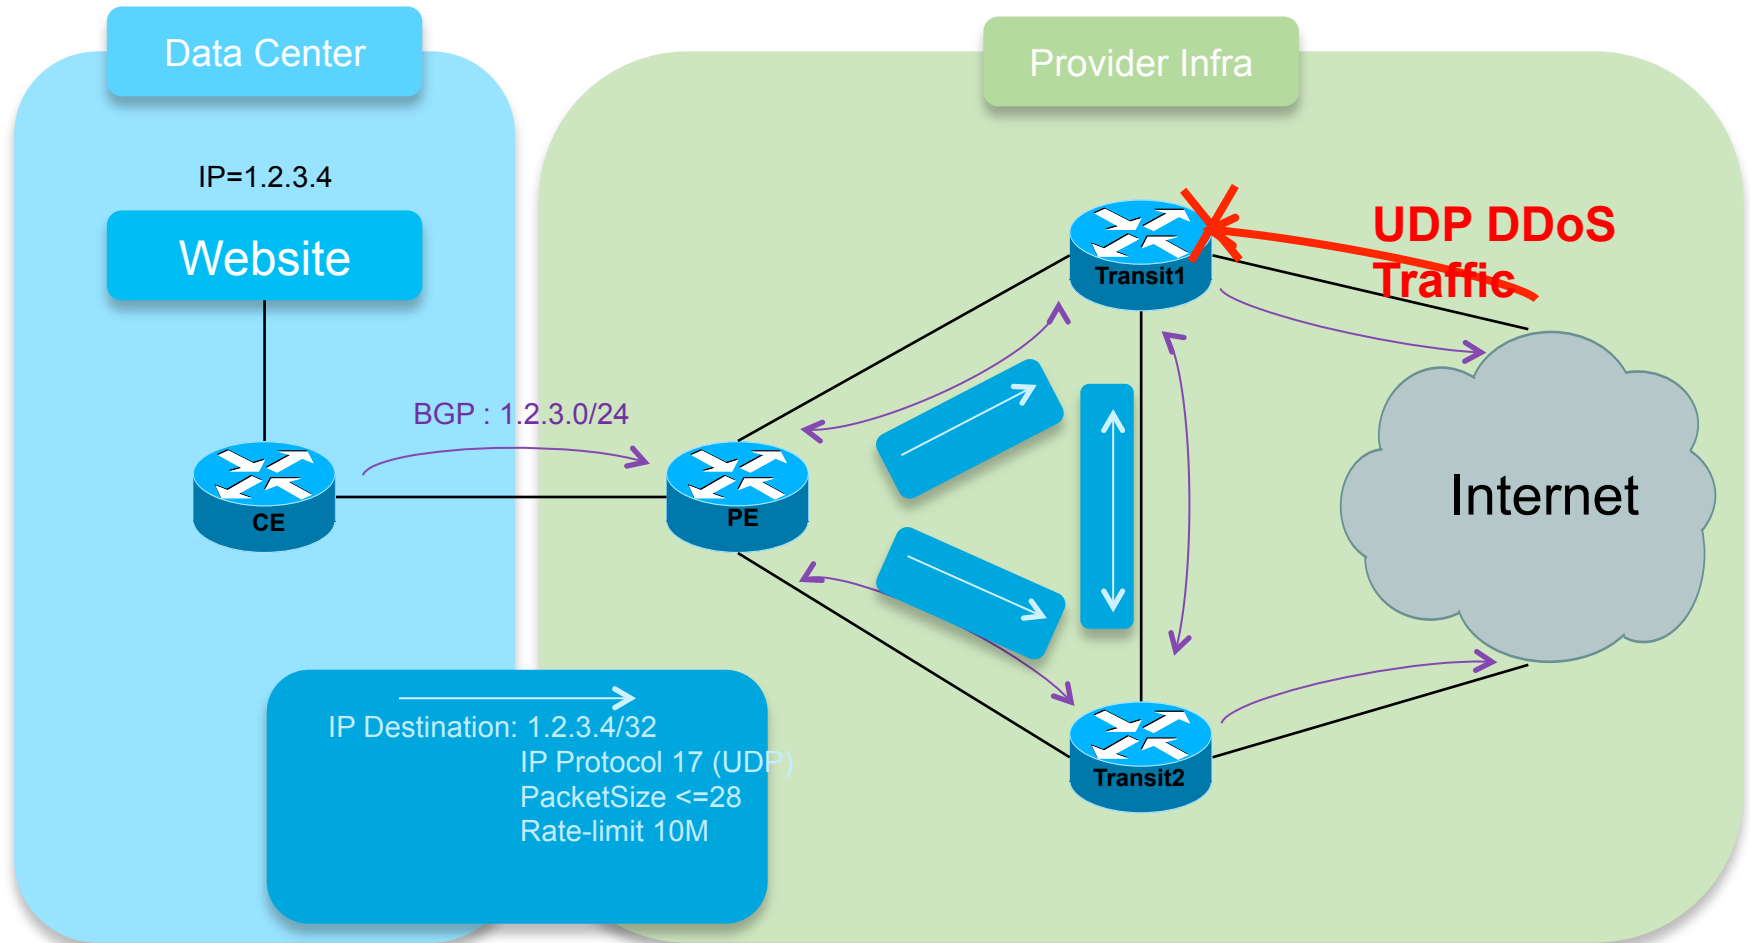 Data Center
Provider Infra
IP=1.2.3.4
Website
UDP DDoS
Traffic
Transit1
BGP : 1.2.3.0/24
Internet
CE
PE
IP Destination: 1.2.3.4/32
IP Protocol 17 (UDP)
PacketSize <=28
Rate-limit 10M
Transit2